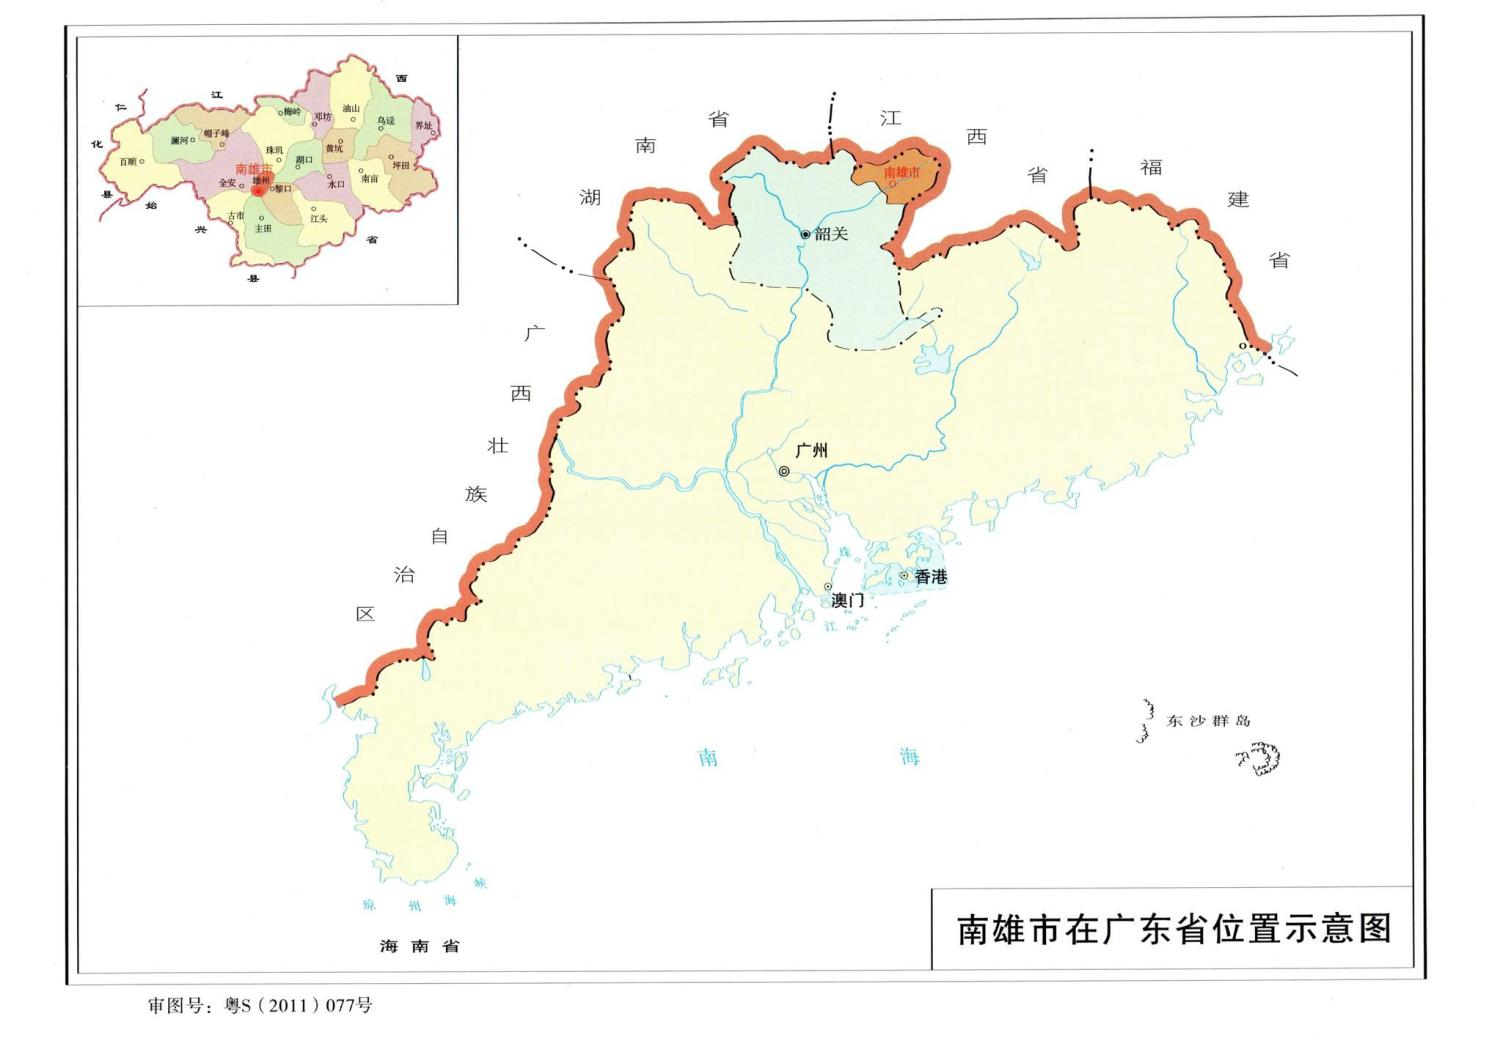 仁
化
县
始
兴
县
江
西
省
百顺
澜河
帽子峰
梅岭
邓坊
油山
乌迳
界址
珠玑
湖口
黄坑
坪田
南雄市
雄州
全安
黎口
水口
南亩
古市
主田
江头
湖
南
省
江
西
省
福
建
省
南雄市
韶关
广
西
壮
族
自
治
区
广州
香港
澳门
珠
江
东沙群岛
南 海
琼州海峡
海南省
南雄市在广东省位置示意图
审图号：粤S（2011）077号